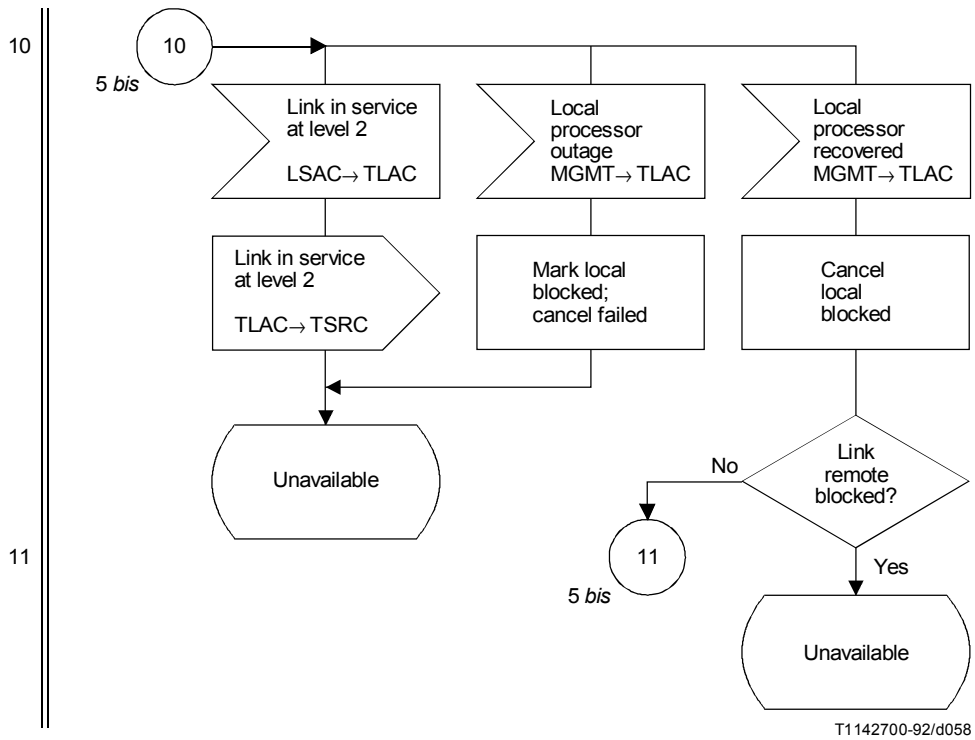 10
10
5 bis
Link in service
at level 2
LSAC→TLAC
Local
processor
outage
MGMT→TLAC
Local
processor
recovered
MGMT→TLAC
Link in service
at level 2
TLAC→TSRC
Mark local
blocked;
cancel failed
Cancel
local
blocked
Unavailable
Link
remote
blocked?
No
11
11
5 bis
Yes
Unavailable
T1142700-92/d058